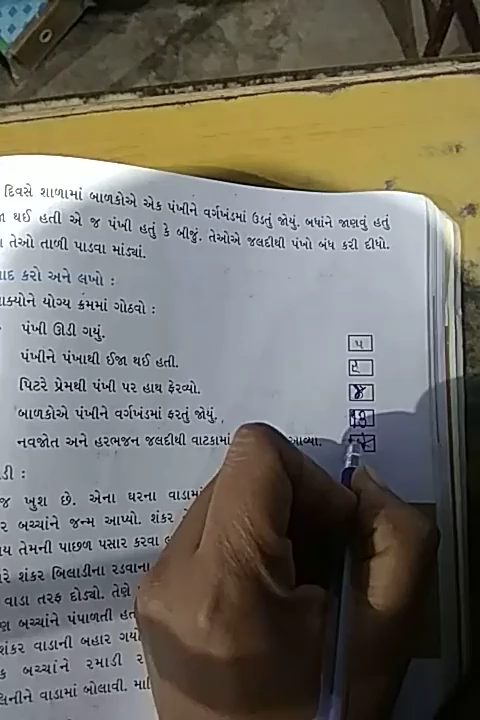 દિવસે શાળામાં બાળકોએ એક પંખીને વર્ગખંડમાં ઉડતું જોયું. બધાંને જાણવું હતું
થઈ હતી એ જ પંખી હતું કે બીજું. તેઓએ જલદીથી પંખો બંધ કરી દીધો.
તેઓ તાળી પાડવા માંડ્યાં.
કરો અને લખો :
યોગ્ય ક્રમમાં ગોઠવો :
પંખી ઊડી ગયું. ૫
પંખીને પંખાથી ઈજા થઈ હતી. ૨
પિટરે પ્રેમથી પંખી પર હાથ ફેરવ્યો.
બાળકોએ પંખીને વર્ગખંડમાં ફરતું જોયું.
નવજોત અને હરભજન જલદીથી વાટકામાં આવ્યા.
જ ખુશ છે. એના ઘરના વાડામાં
બચ્ચાંને જન્મ આપ્યો. શંકર
તેમની પાછળ પસાર કરવા
શંકર બિલાડીના રડવાના
વાડા તરફ દોડ્યો. તેણે
બચ્ચાંને પંપાળતી
શંકર વાડાની બહાર ગયો
બચ્ચાંને રમાડી
વાડામાં બોલાવી.